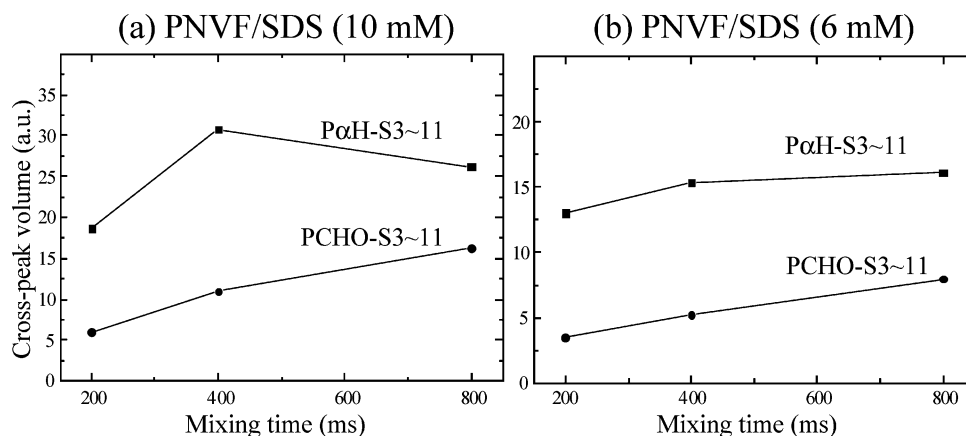 (a) PNVF/SDS (10 mM)
Cross-peak volume (a.u.)
35
30
25
20
15
10
5
0
PαH-S3~11
PCHO-S3~11
200
400
600
800
Mixing time (ms)
(b) PNVF/SDS (6 mM)
20
15
10
5
0
PαH-S3~11
PCHO-S3~11
200
400
600
800
Mixing time (ms)